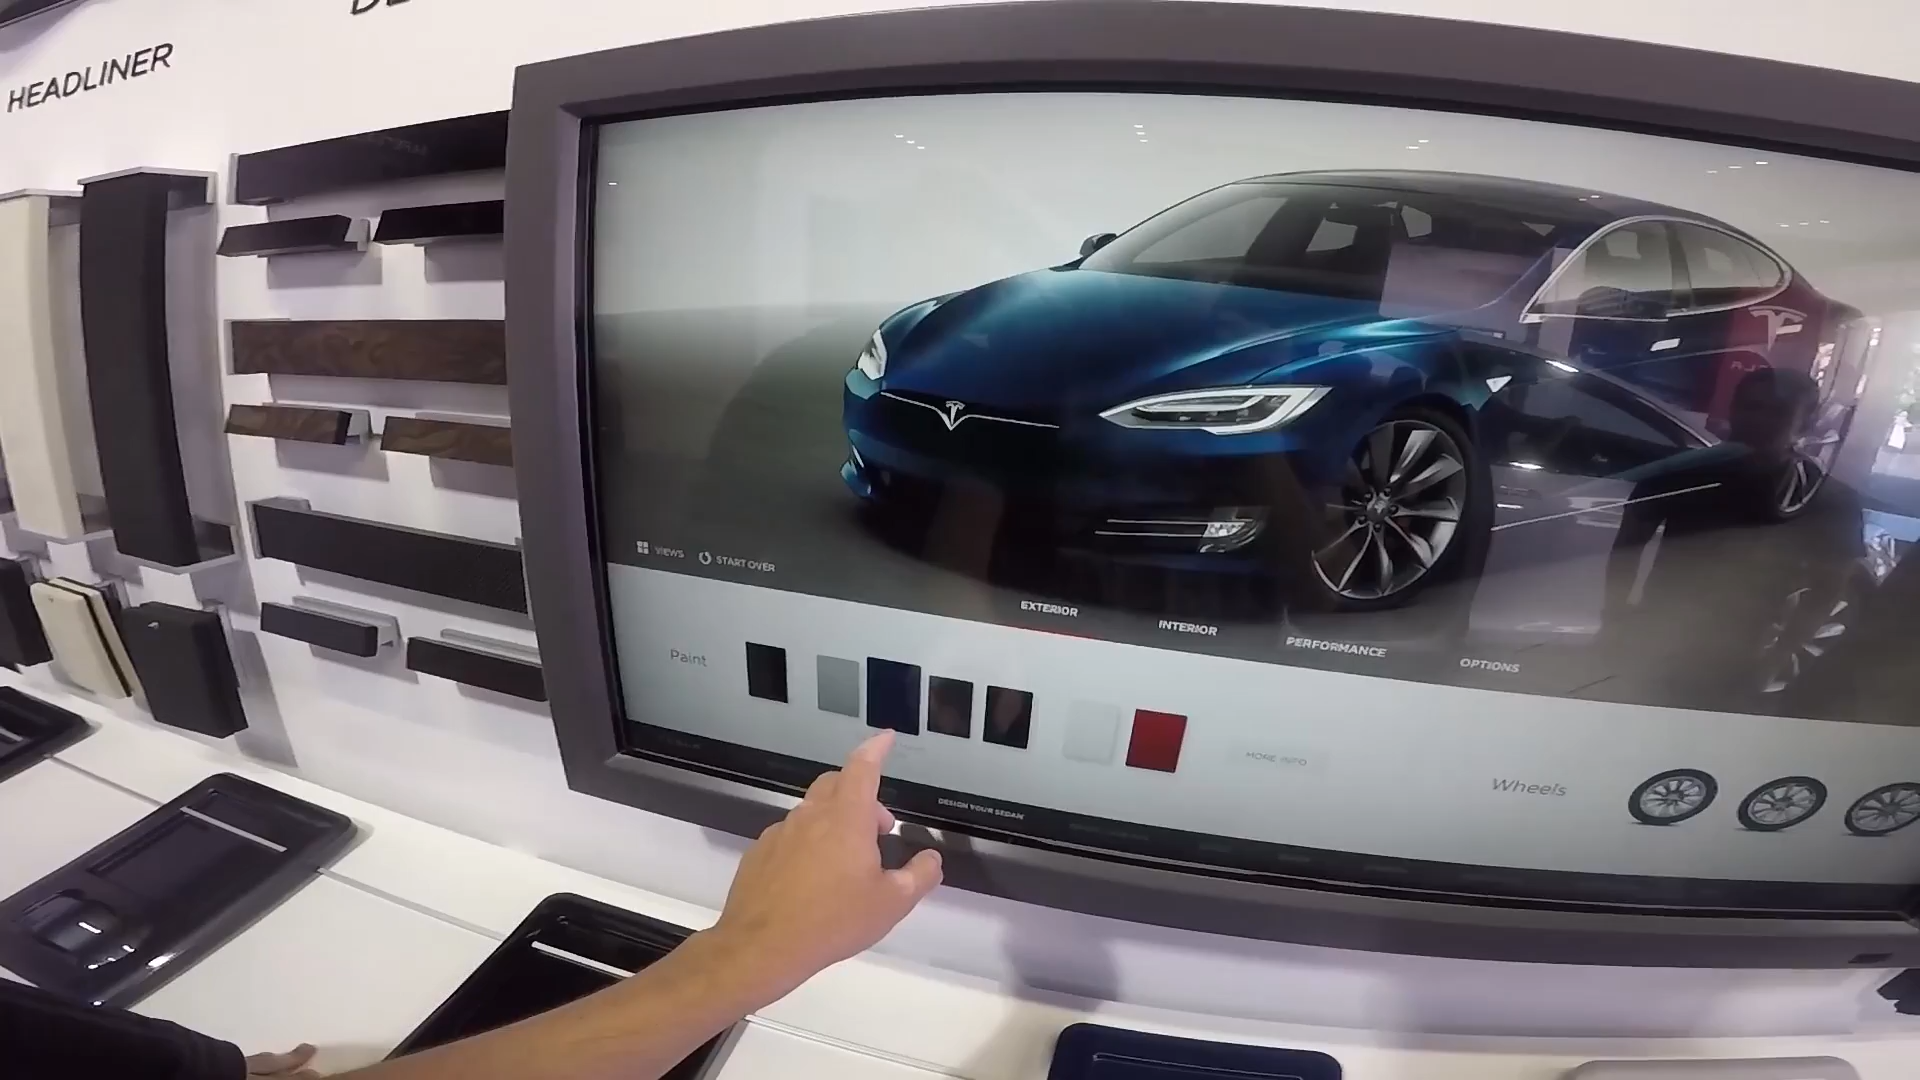 HEADLINER
VIEWS
START OVER
EXTERIOR
INTERIOR
PERFORMANCE
OPTIONS
Paint
MORE INFO
Wheels
DESIGN YOUR SEDAN